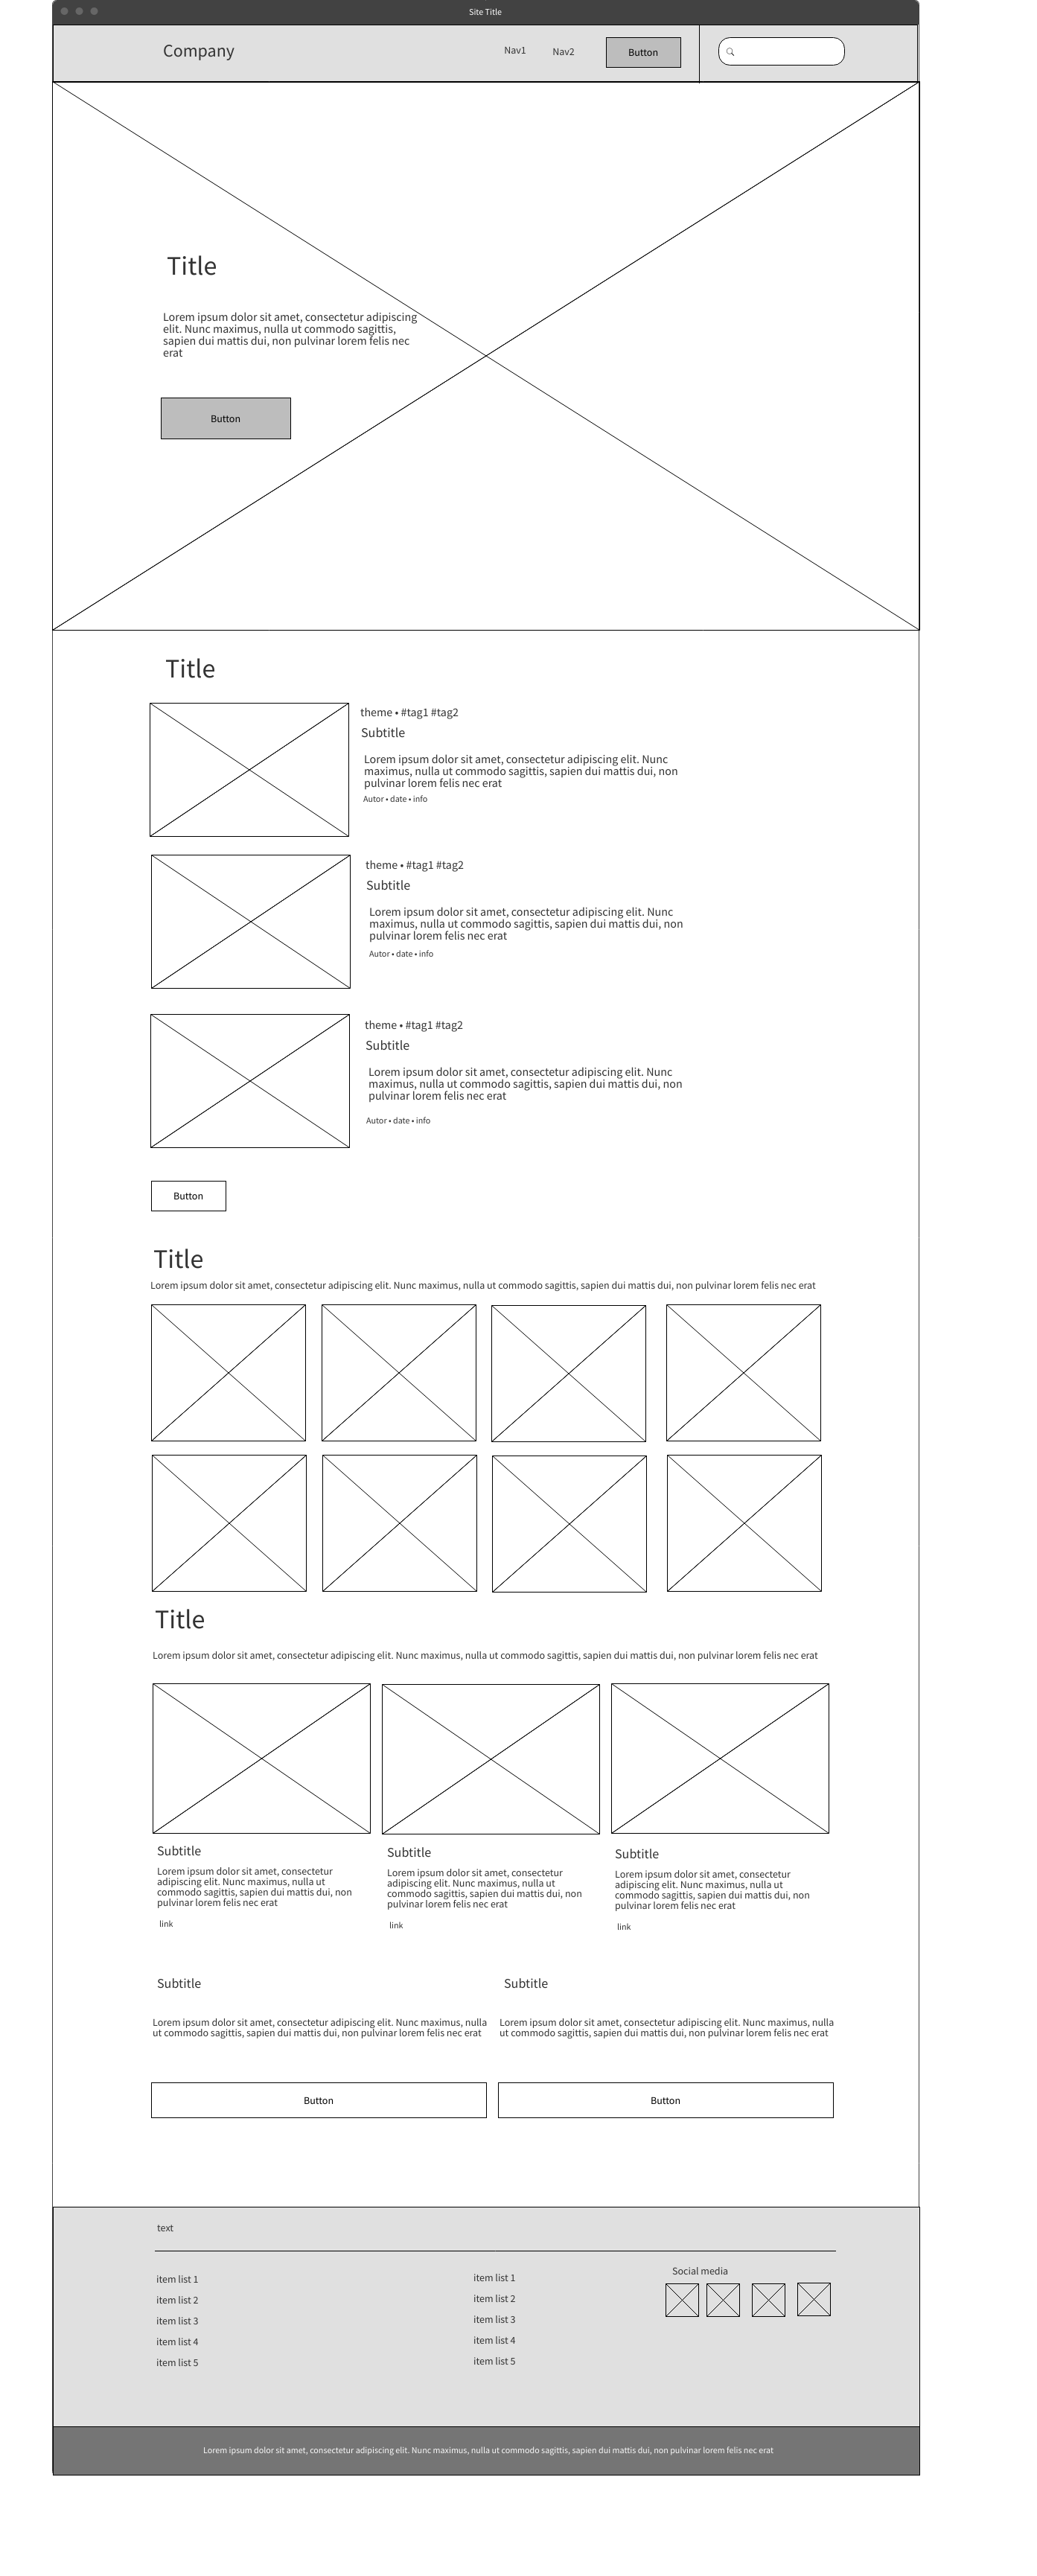 Site Title
Company
Nav1
Nav2
Button
Title
Lorem ipsum dolor sit amet, consectetur adipiscing
elit. Nunc maximus, nulla ut commodo sagittis,
sapien dui mattis dui, non pulvinar lorem felis nec
erat
Button
Title
theme • #tag1 #tag2
Subtitle
Lorem ipsum dolor sit amet, consectetur adipiscing elit. Nunc
maximus, nulla ut commodo sagittis, sapien dui mattis dui, non
pulvinar lorem felis nec erat
Autor • date • info
theme • #tag1 #tag2
Subtitle
Lorem ipsum dolor sit amet, consectetur adipiscing elit. Nunc
maximus, nulla ut commodo sagittis, sapien dui mattis dui, non
pulvinar lorem felis nec erat
Autor • date • info
theme • #tag1 #tag2
Subtitle
Lorem ipsum dolor sit amet, consectetur adipiscing elit. Nunc
maximus, nulla ut commodo sagittis, sapien dui mattis dui, non
pulvinar lorem felis nec erat
Autor • date • info
Button
Title
Lorem ipsum dolor sit amet, consectetur adipiscing elit. Nunc maximus, nulla ut commodo sagittis, sapien dui mattis dui, non pulvinar lorem felis nec erat
Title
Lorem ipsum dolor sit amet, consectetur adipiscing elit. Nunc maximus, nulla ut commodo sagittis, sapien dui mattis dui, non pulvinar lorem felis nec erat
Subtitle
Lorem ipsum dolor sit amet, consectetur
adipiscing elit. Nunc maximus, nulla ut
commodo sagittis, sapien dui mattis dui, non
pulvinar lorem felis nec erat
link
Subtitle
Lorem ipsum dolor sit amet, consectetur
adipiscing elit. Nunc maximus, nulla ut
commodo sagittis, sapien dui mattis dui, non
pulvinar lorem felis nec erat
link
Subtitle
Lorem ipsum dolor sit amet, consectetur
adipiscing elit. Nunc maximus, nulla ut
commodo sagittis, sapien dui mattis dui, non
pulvinar lorem felis nec erat
link
Subtitle
Lorem ipsum dolor sit amet, consectetur adipiscing elit. Nunc maximus, nulla
ut commodo sagittis, sapien dui mattis dui, non pulvinar lorem felis nec erat
Button
Subtitle
Lorem ipsum dolor sit amet, consectetur adipiscing elit. Nunc maximus, nulla
ut commodo sagittis, sapien dui mattis dui, non pulvinar lorem felis nec erat
Button
text
item list 1
item list 2
item list 3
item list 4
item list 5
item list 1
item list 2
item list 3
item list 4
item list 5
Social media
Lorem ipsum dolor sit amet, consectetur adipiscing elit. Nunc maximus, nulla ut commodo sagittis, sapien dui mattis dui, non pulvinar lorem felis nec erat